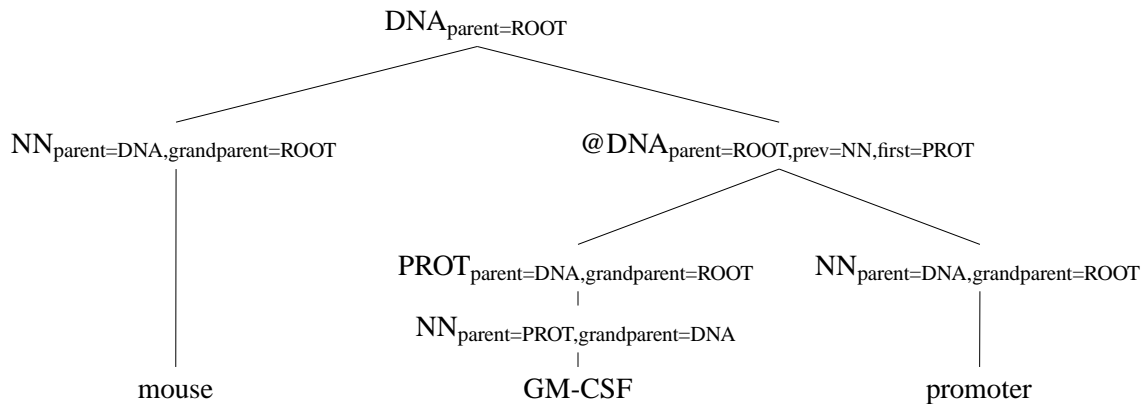 DNAparent=ROOT
NNparent=DNA,grandparent=ROOT @DNAparent=ROOT,prev=NN,first=PROT
PROTparent=DNA,grandparent=ROOT NNparent=DNA,grandparent=ROOT
NNparent=PROT,grandparent=DNA
mouse GM-CSF promoter